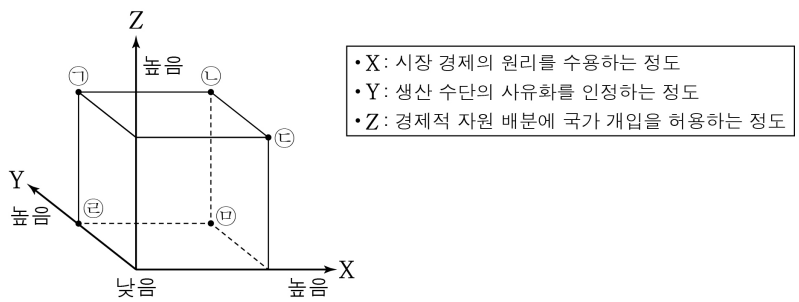 Z
높음
㉠
㉡
㉢
Y
높음
㉣
㉤
X
낮음
높음
• X: 시장 경제의 원리를 수용하는 정도
• Y: 생산 수단의 사유화를 인정하는 정도
• Z: 경제적 자원 배분에 국가 개입을 허용하는 정도